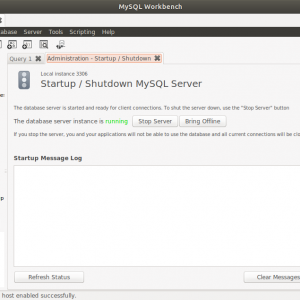 MySQL Workbench
abase Server Tools Scripting Help
Query 1 Administration - Startup / Shutdown
Local instance 3306
Startup / Shutdown MySQL Server
The database server is started and ready for client connections. To shut the server down, use the "Stop Server" button
The database server instance is running Stop Server Bring Offline
If you stop the server, you and your applications will not be able to use the database and all current connections will be clo
Startup Message Log
Refresh Status Clear Messages
host enabled successfully.